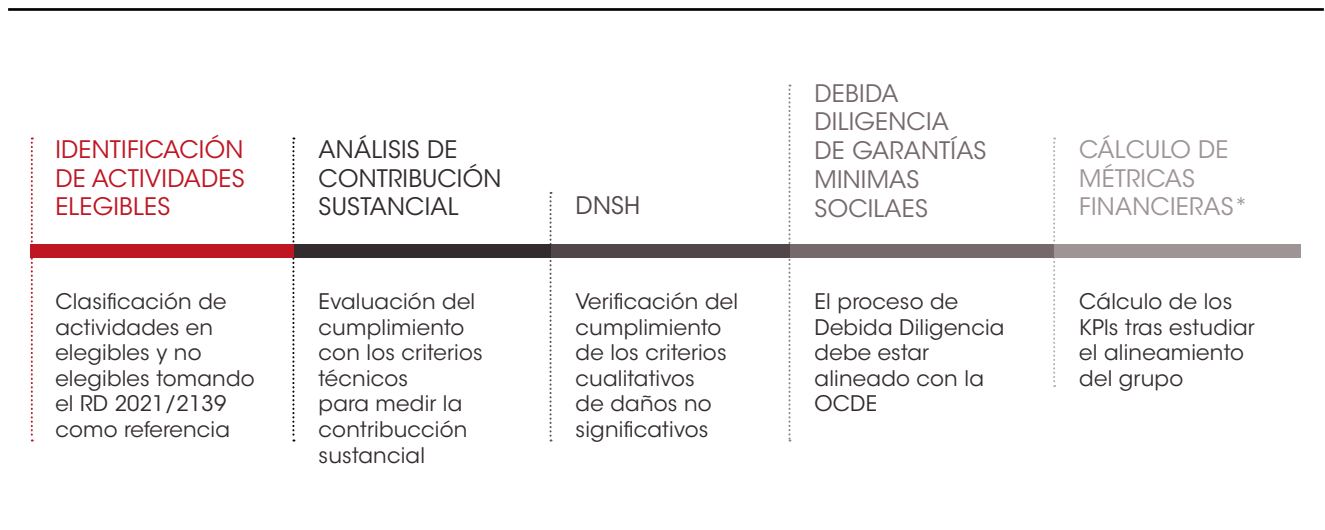 IDENTIFICACIÓN
DE ACTIVIDADES
ELEGIBLES
Clasificación de
actividades en
elegibles y no
elegibles tomando
el RD 2021/2139
como referencia
ANÁLISIS DE
CONTRIBUCIÓN
SUSTANCIAL
Evaluación del
cumplimiento
con los criterios
técnicos
para medir la
contribucción
sustancial
DNSH
Verificación del
cumplimiento
de los criterios
cualitativos
de daños no
significativos
DEBIDA
DILIGENCIA
DE GARANTÍAS
MINIMAS
SOCILAES
El proceso de
Debida Diligencia
debe estar
alineado con la
OCDE
CÁLCULO DE
MÉTRICAS
FINANCIERAS*
Cálculo de los
KPIs tras estudiar
el alineamiento
del grupo